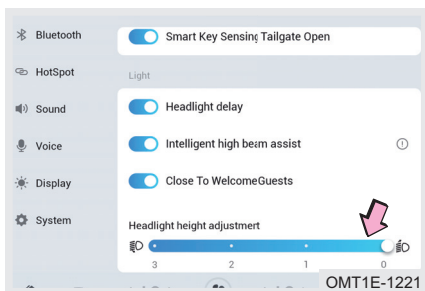 Bluetooth
Smart Key Sensing Tailgate Open
HotSpot
Light
Sound
Headlight delay
Voice
Intelligent high beam assist
Display
Close To WelcomeGuests
System
Headlight height adjustmert
3 2 1 0
OMT1E-1221